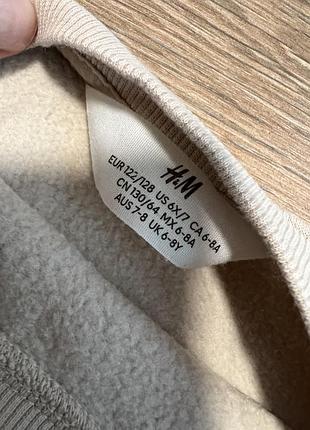 H&M
EUR 122/128 US 6X/7 CA 6-8A
CN 130/64 MX 6-8A
AUS 7-8 UK 6-8Y